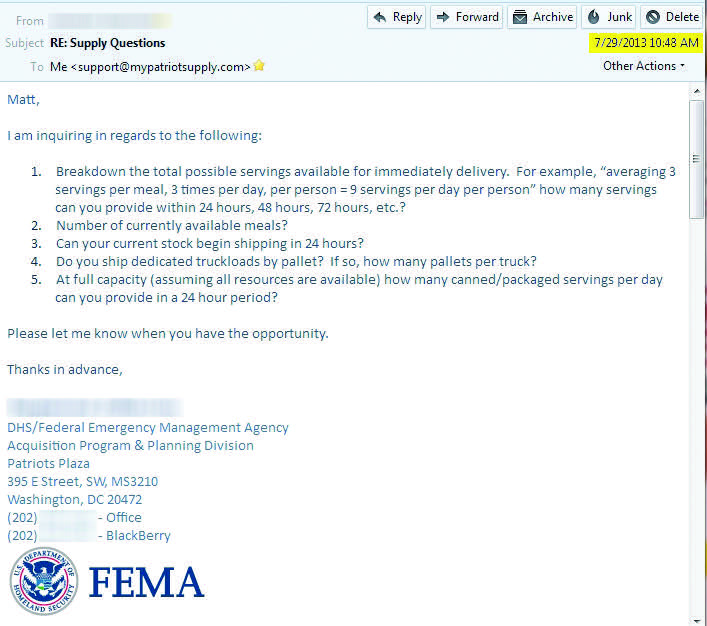 Reply Forward Archive Junk Delete
From
Subject RE: Supply Questions 7/29/2013 10:48 AM
To Me <support@mypatriotsupply.com> Other Actions
Matt,
I am inquiring in regards to the following:
1. Breakdown the total possible servings available for immediately delivery. For example, “averaging 3
servings per meal, 3 times per day, per person = 9 servings per day per person” how many servings
can you provide within 24 hours, 48 hours, 72 hours, etc.?
2. Number of currently available meals?
3. Can your current stock begin shipping in 24 hours?
4. Do you ship dedicated truckloads by pallet? If so, how many pallets per truck?
5. At full capacity (assuming all resources are available) how many canned/packaged servings per day
can you provide in a 24 hour period?
Please let me know when you have the opportunity.
Thanks in advance,
DHS/Federal Emergency Management Agency
Acquisition Program & Planning Division
Patriots Plaza
395 E Street, SW, MS3210
Washington, DC 20472
(202) - Office
(202) - BlackBerry
U.S. DEPARTMENT OF HOMELAND SECURITY
FEMA